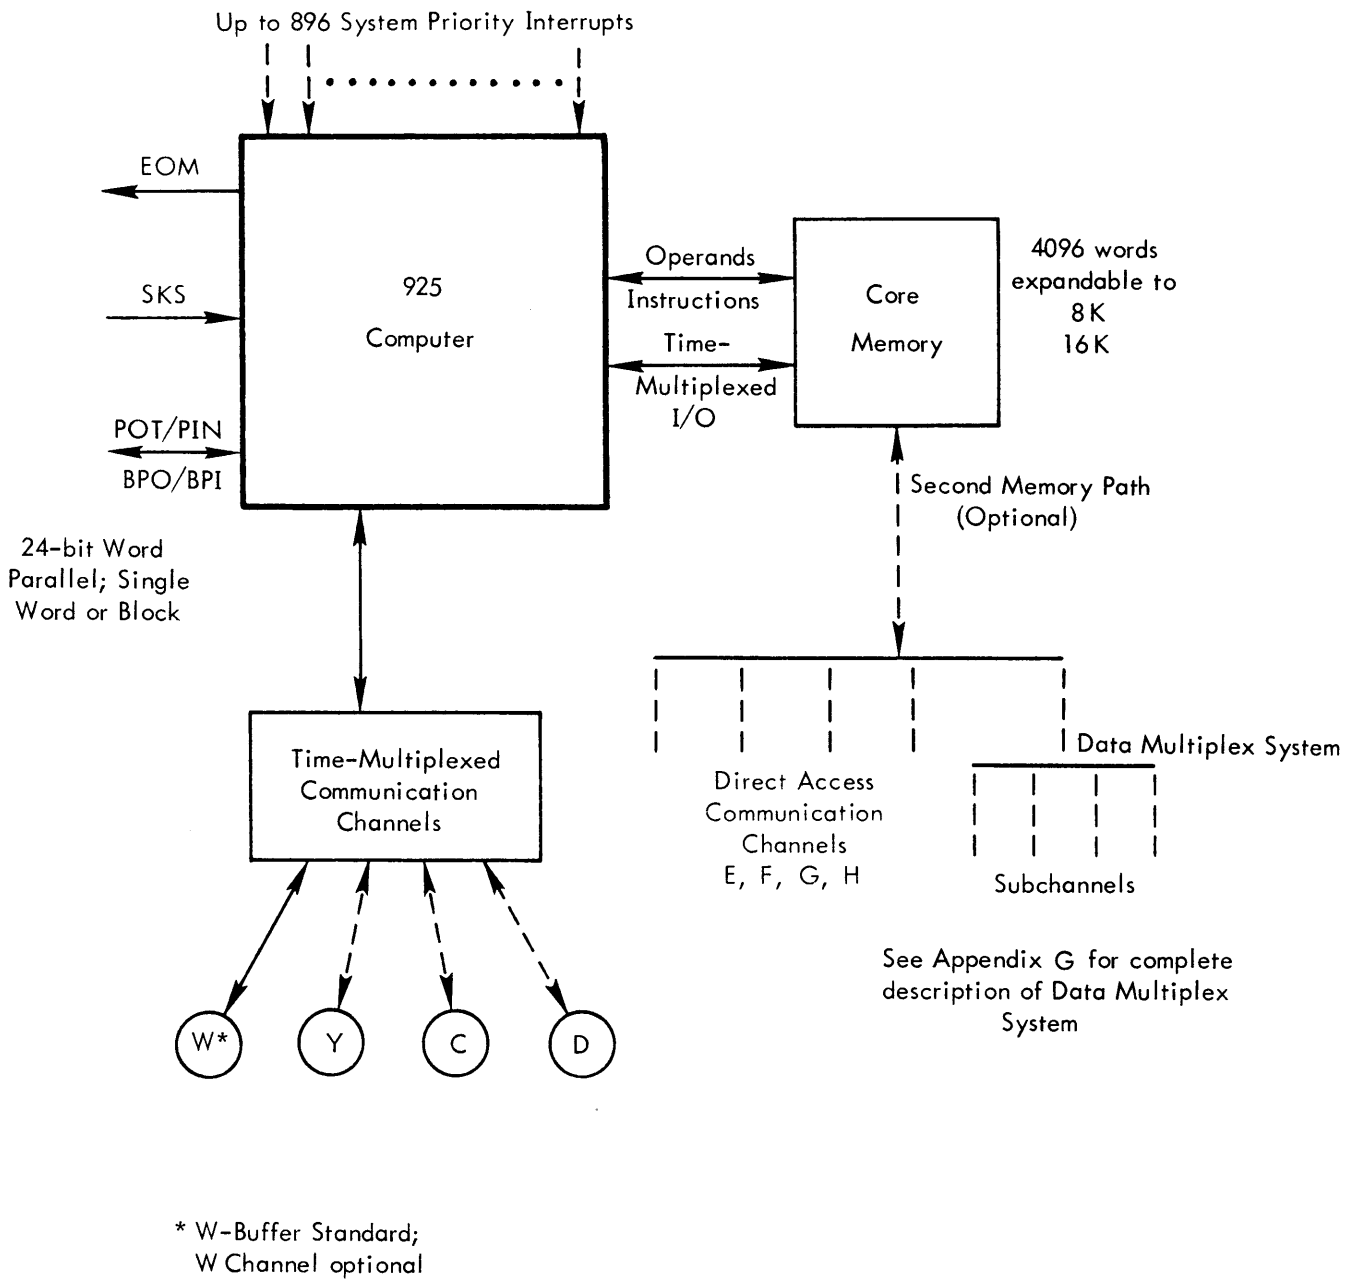 Up to 896 System Priority Interrupts
EOM
SKS
POT/PIN
BPO/BPI
24-bit Word
Parallel; Single
Word or Block
925
Computer
Operands
Instructions
Time-
Multiplexed
I/O
Core
Memory
4096 words
expandable to
8K
16K
Second Memory Path
(Optional)
Time-Multiplexed
Communication
Channels
W*
Y
C
D
Direct Access
Communication
Channels
E, F, G, H
Data Multiplex System
Subchannels
See Appendix G for complete
description of Data Multiplex
System
* W-Buffer Standard;
W Channel optional